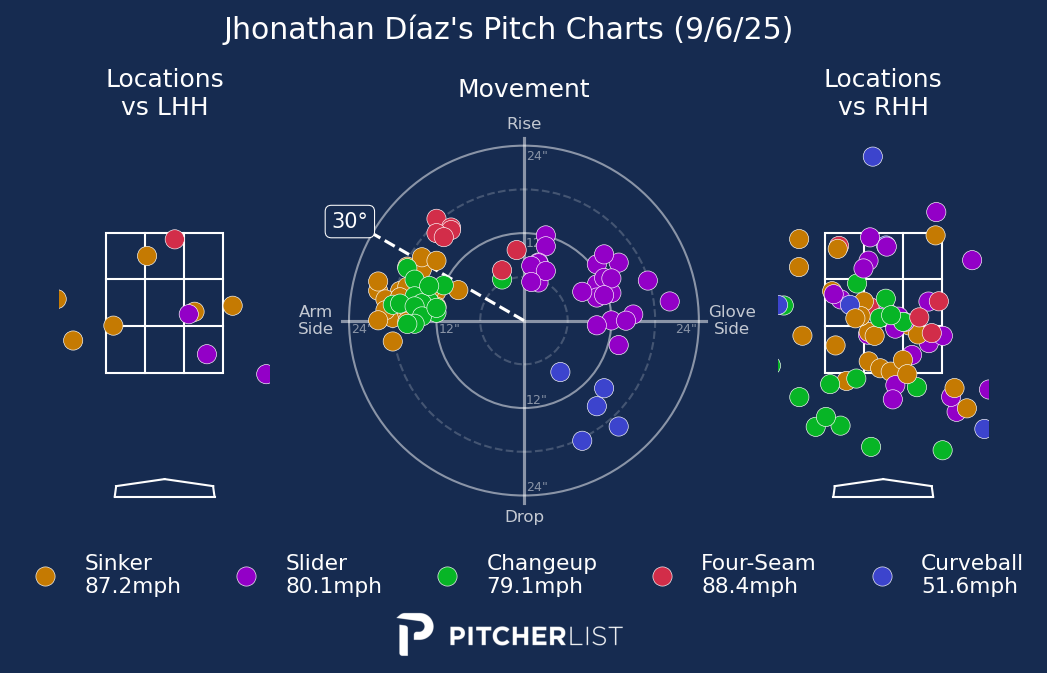 Jhonathan Díaz's Pitch Charts (9/6/25)
Locations
vs LHH
Movement
Locations
vs RHH
Rise
24"
30°
12"
Arm
Side
24"
12"
24"
Glove
Side
12"
24"
Drop
Sinker
87.2mph
Slider
80.1mph
Changeup
79.1mph
Four-Seam
88.4mph
Curveball
51.6mph
PITCHERLIST